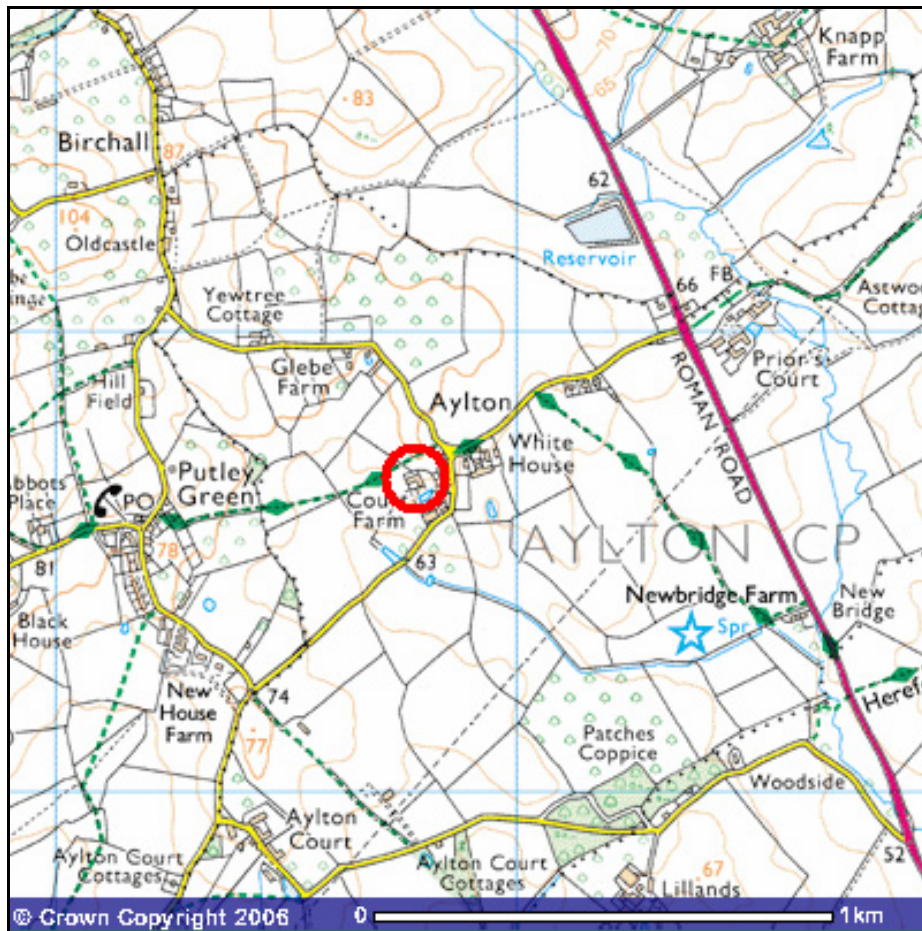 Knapp
Farm
70
65
83
Birchall
87
62
104
Oldcastle
Reservoir
Yewtree
Cottage
66
FB
Cottag
Glebe
Farm
Prior's
Court
ROMAN ROAD
Hill
Field
Aylton
White
House
Putley
Green
Place
PO
Farm
78
81
63
AYLTON CP
Black
House
Newbridge Farm
New
Bridge
Spr
New
House
Farm
74
77
Patches
Coppice
Woodside
Aylton
Court
Aylton Court
Cottages
Aylton Court
Cottages
67
Lillands
52
© Crown Copyright 2006
0
1km